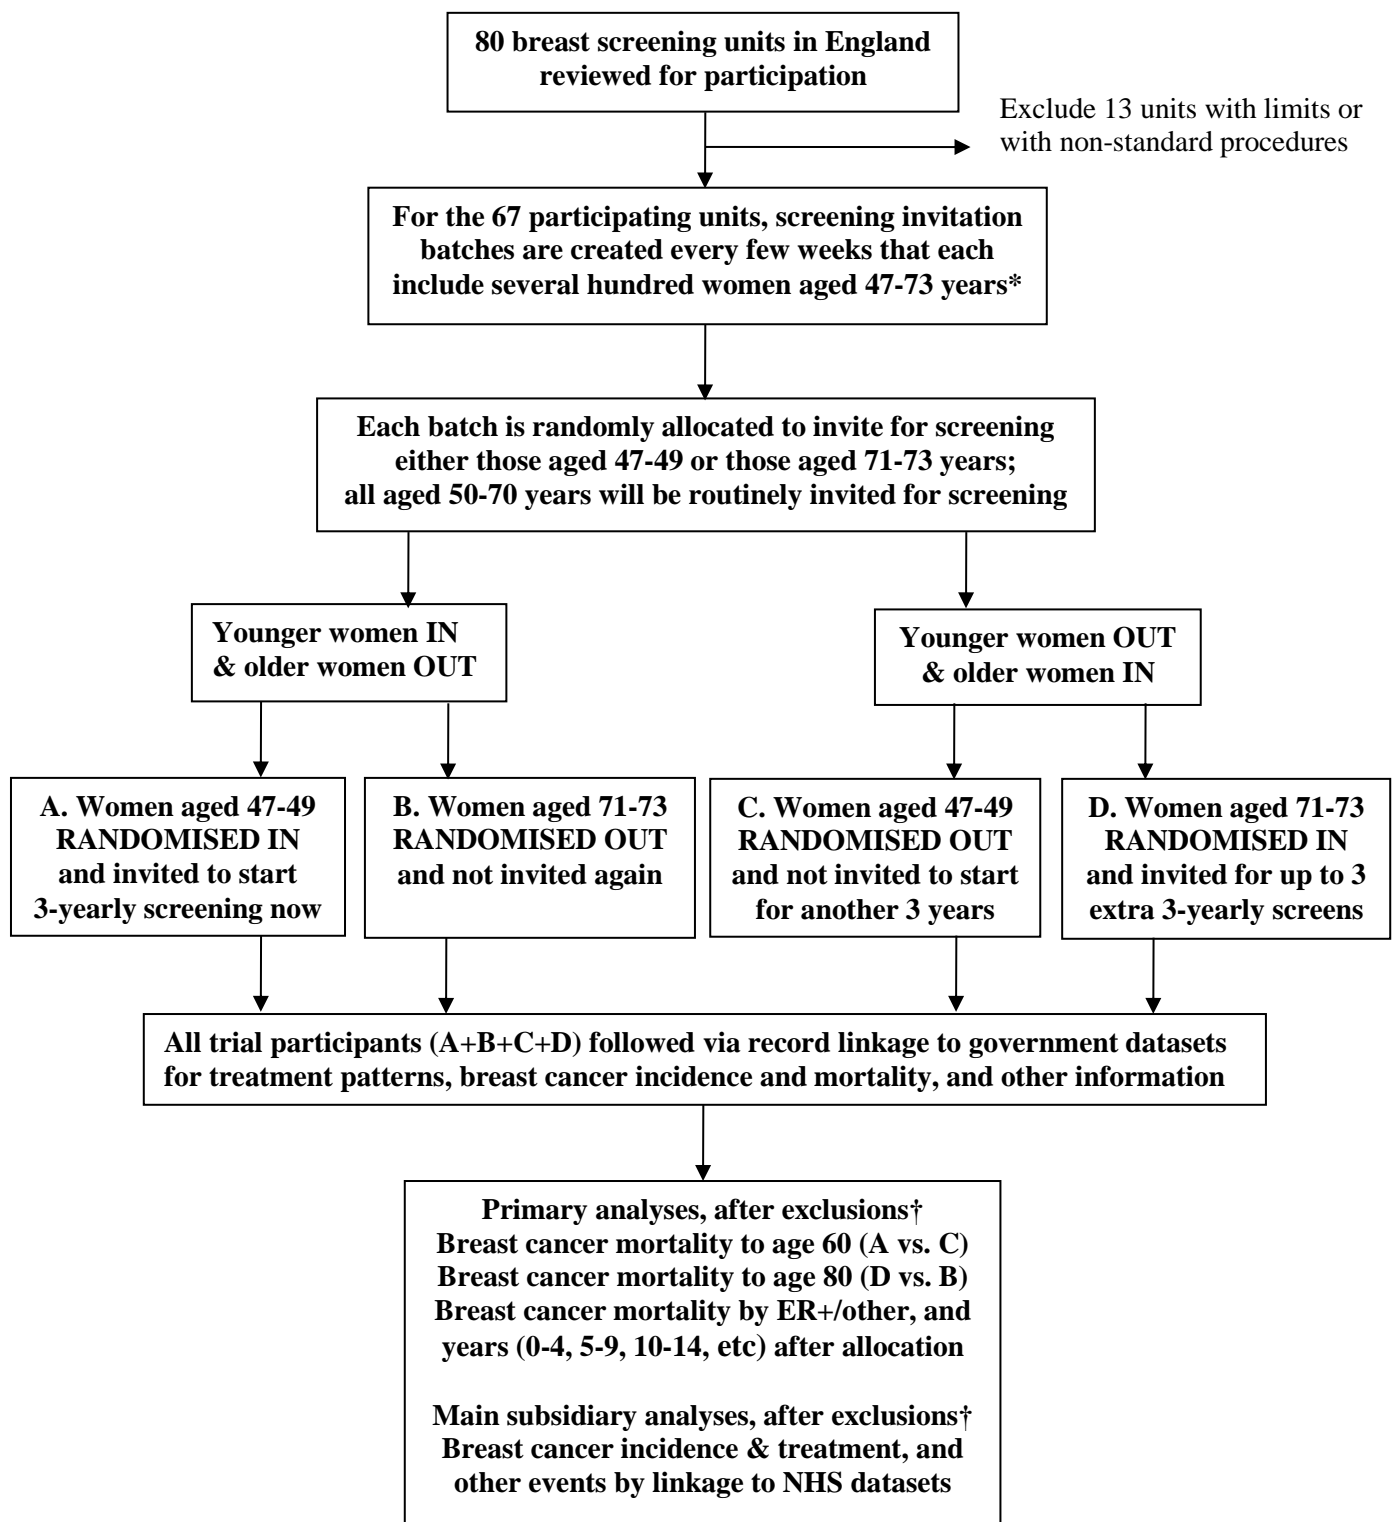 80 breast screening units in England
reviewed for participation
Exclude 13 units with limits or
with non-standard procedures
For the 67 participating units, screening invitation
batches are created every few weeks that each
include several hundred women aged 47-73 years*
Each batch is randomly allocated to invite for screening
either those aged 47-49 or those aged 71-73 years;
all aged 50-70 years will be routinely invited for screening
Younger women IN
& older women OUT
Younger women OUT
& older women IN
A. Women aged 47-49
RANDOMISED IN
and invited to start
3-yearly screening now
B. Women aged 71-73
RANDOMISED OUT
and not invited again
C. Women aged 47-49
RANDOMISED OUT
and not invited to start
for another 3 years
D. Women aged 71-73
RANDOMISED IN
and invited for up to 3
extra 3-yearly screens
All trial participants (A+B+C+D) followed via record linkage to government datasets
for treatment patterns, breast cancer incidence and mortality, and other information
Primary analyses, after exclusions†
Breast cancer mortality to age 60 (A vs. C)
Breast cancer mortality to age 80 (D vs. B)
Breast cancer mortality by ER+/other, and
years (0-4, 5-9, 10-14, etc) after allocation
Main subsidiary analyses, after exclusions†
Breast cancer incidence & treatment, and
other events by linkage to NHS datasets